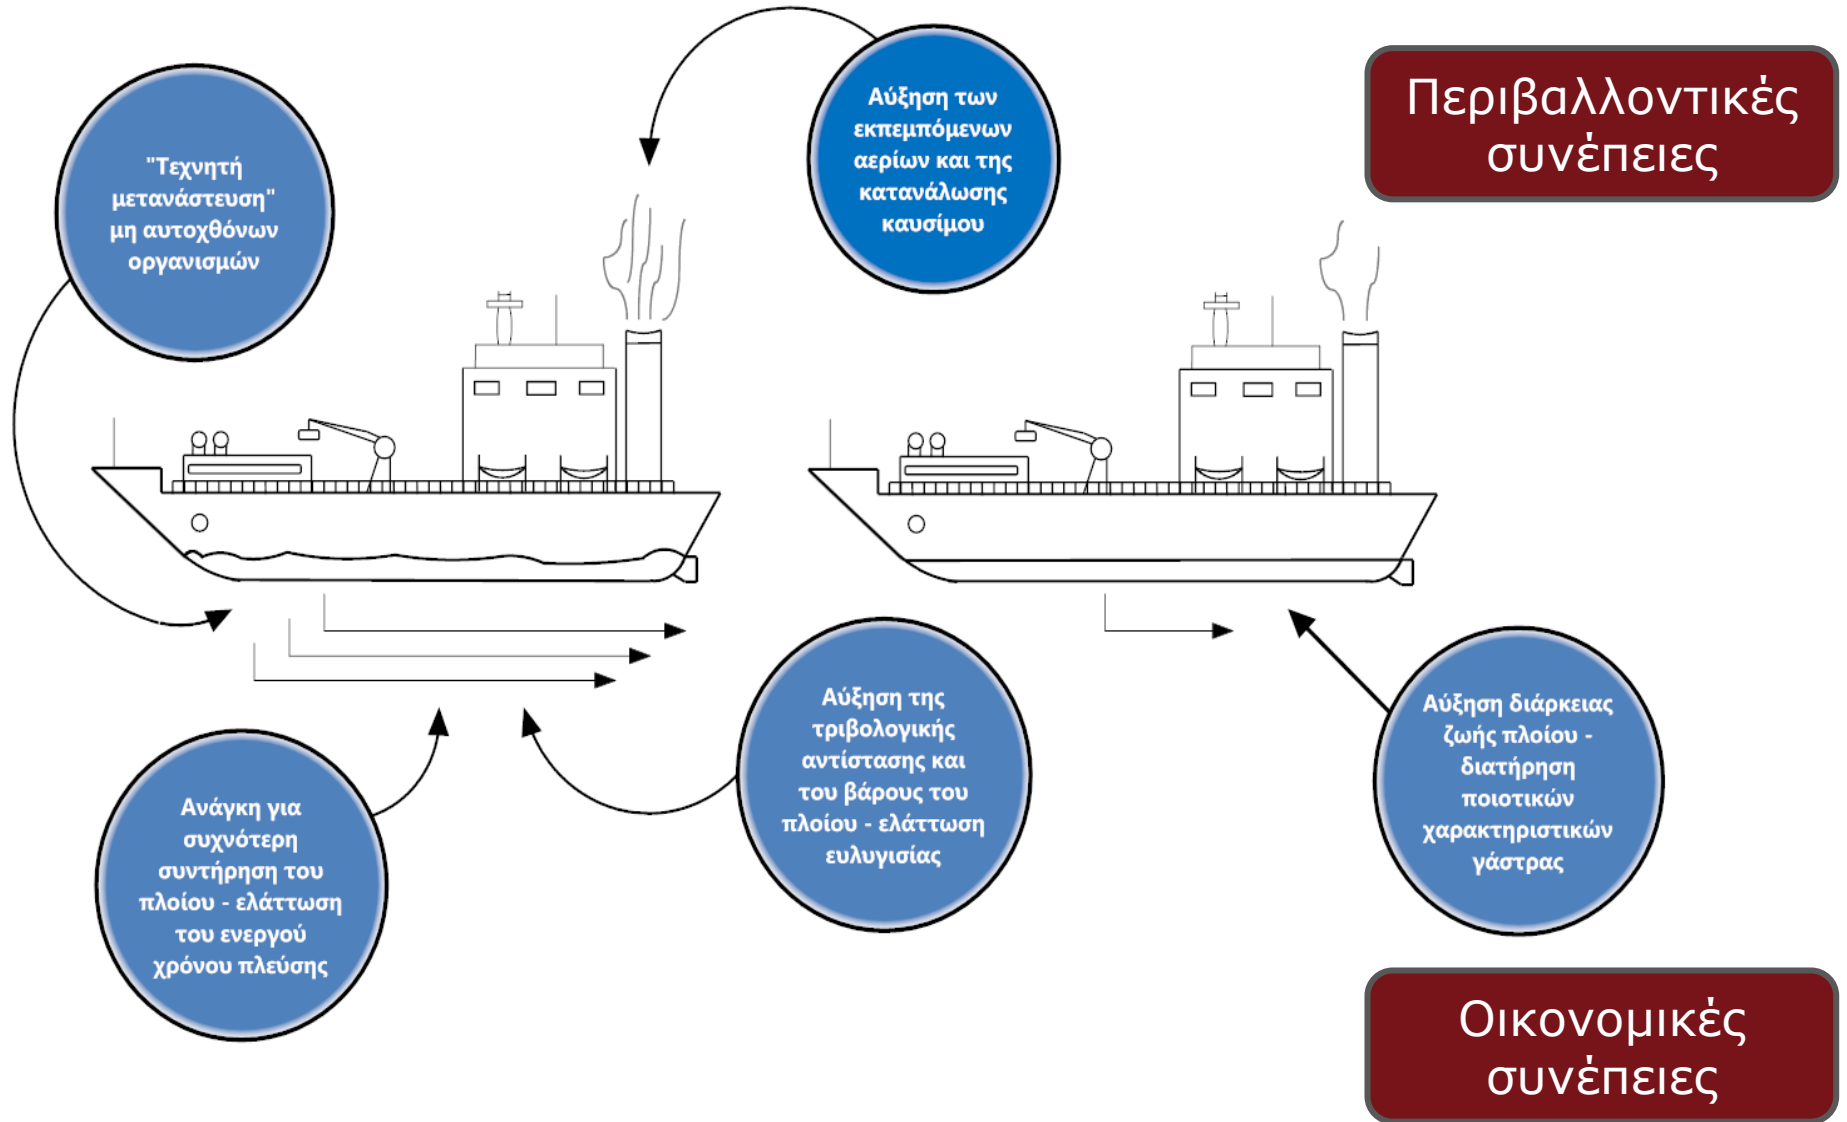 "Τεχνητή
μετανάστευση"
μη αυτοχθόνων
οργανισμών
Αύξηση των
εκπεμπόμενων
αερίων και της
κατανάλωσης
καυσίμου
Περιβαλλοντικές
συνέπειες
Ανάγκη για
συχνότερη
συντήρηση του
πλοίου - ελάττωση
του ενεργού
χρόνου πλεύσης
Αύξηση της
τριβολογικής
αντίστασης και
του βάρους του
πλοίου - ελάττωση
ευλυγισίας
Αύξηση διάρκειας
ζωής πλοίου -
διατήρηση
ποιοτικών
χαρακτηριστικών
γάστρας
Οικονομικές
συνέπειες